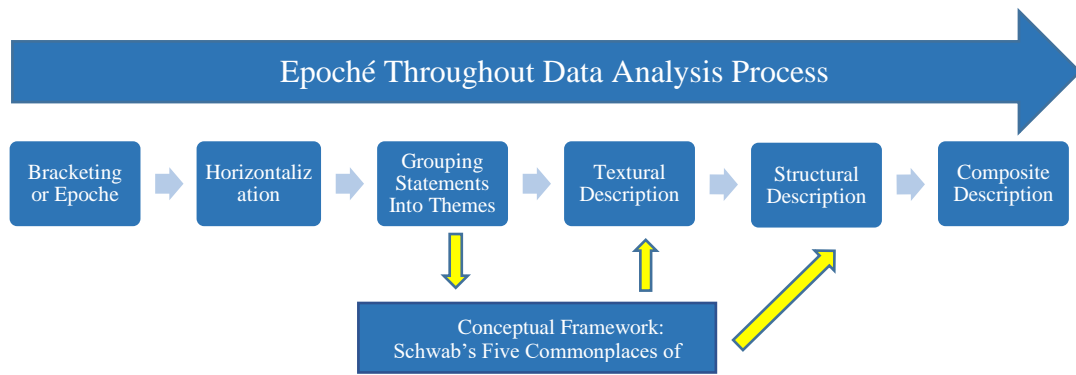 Epoché Throughout Data Analysis Process
Bracketing
or Epoche
Horizontaliz
ation
Grouping
Statements
Into Themes
Textural
Description
Structural
Description
Composite
Description
Conceptual Framework:
Schwab's Five Commonplaces of